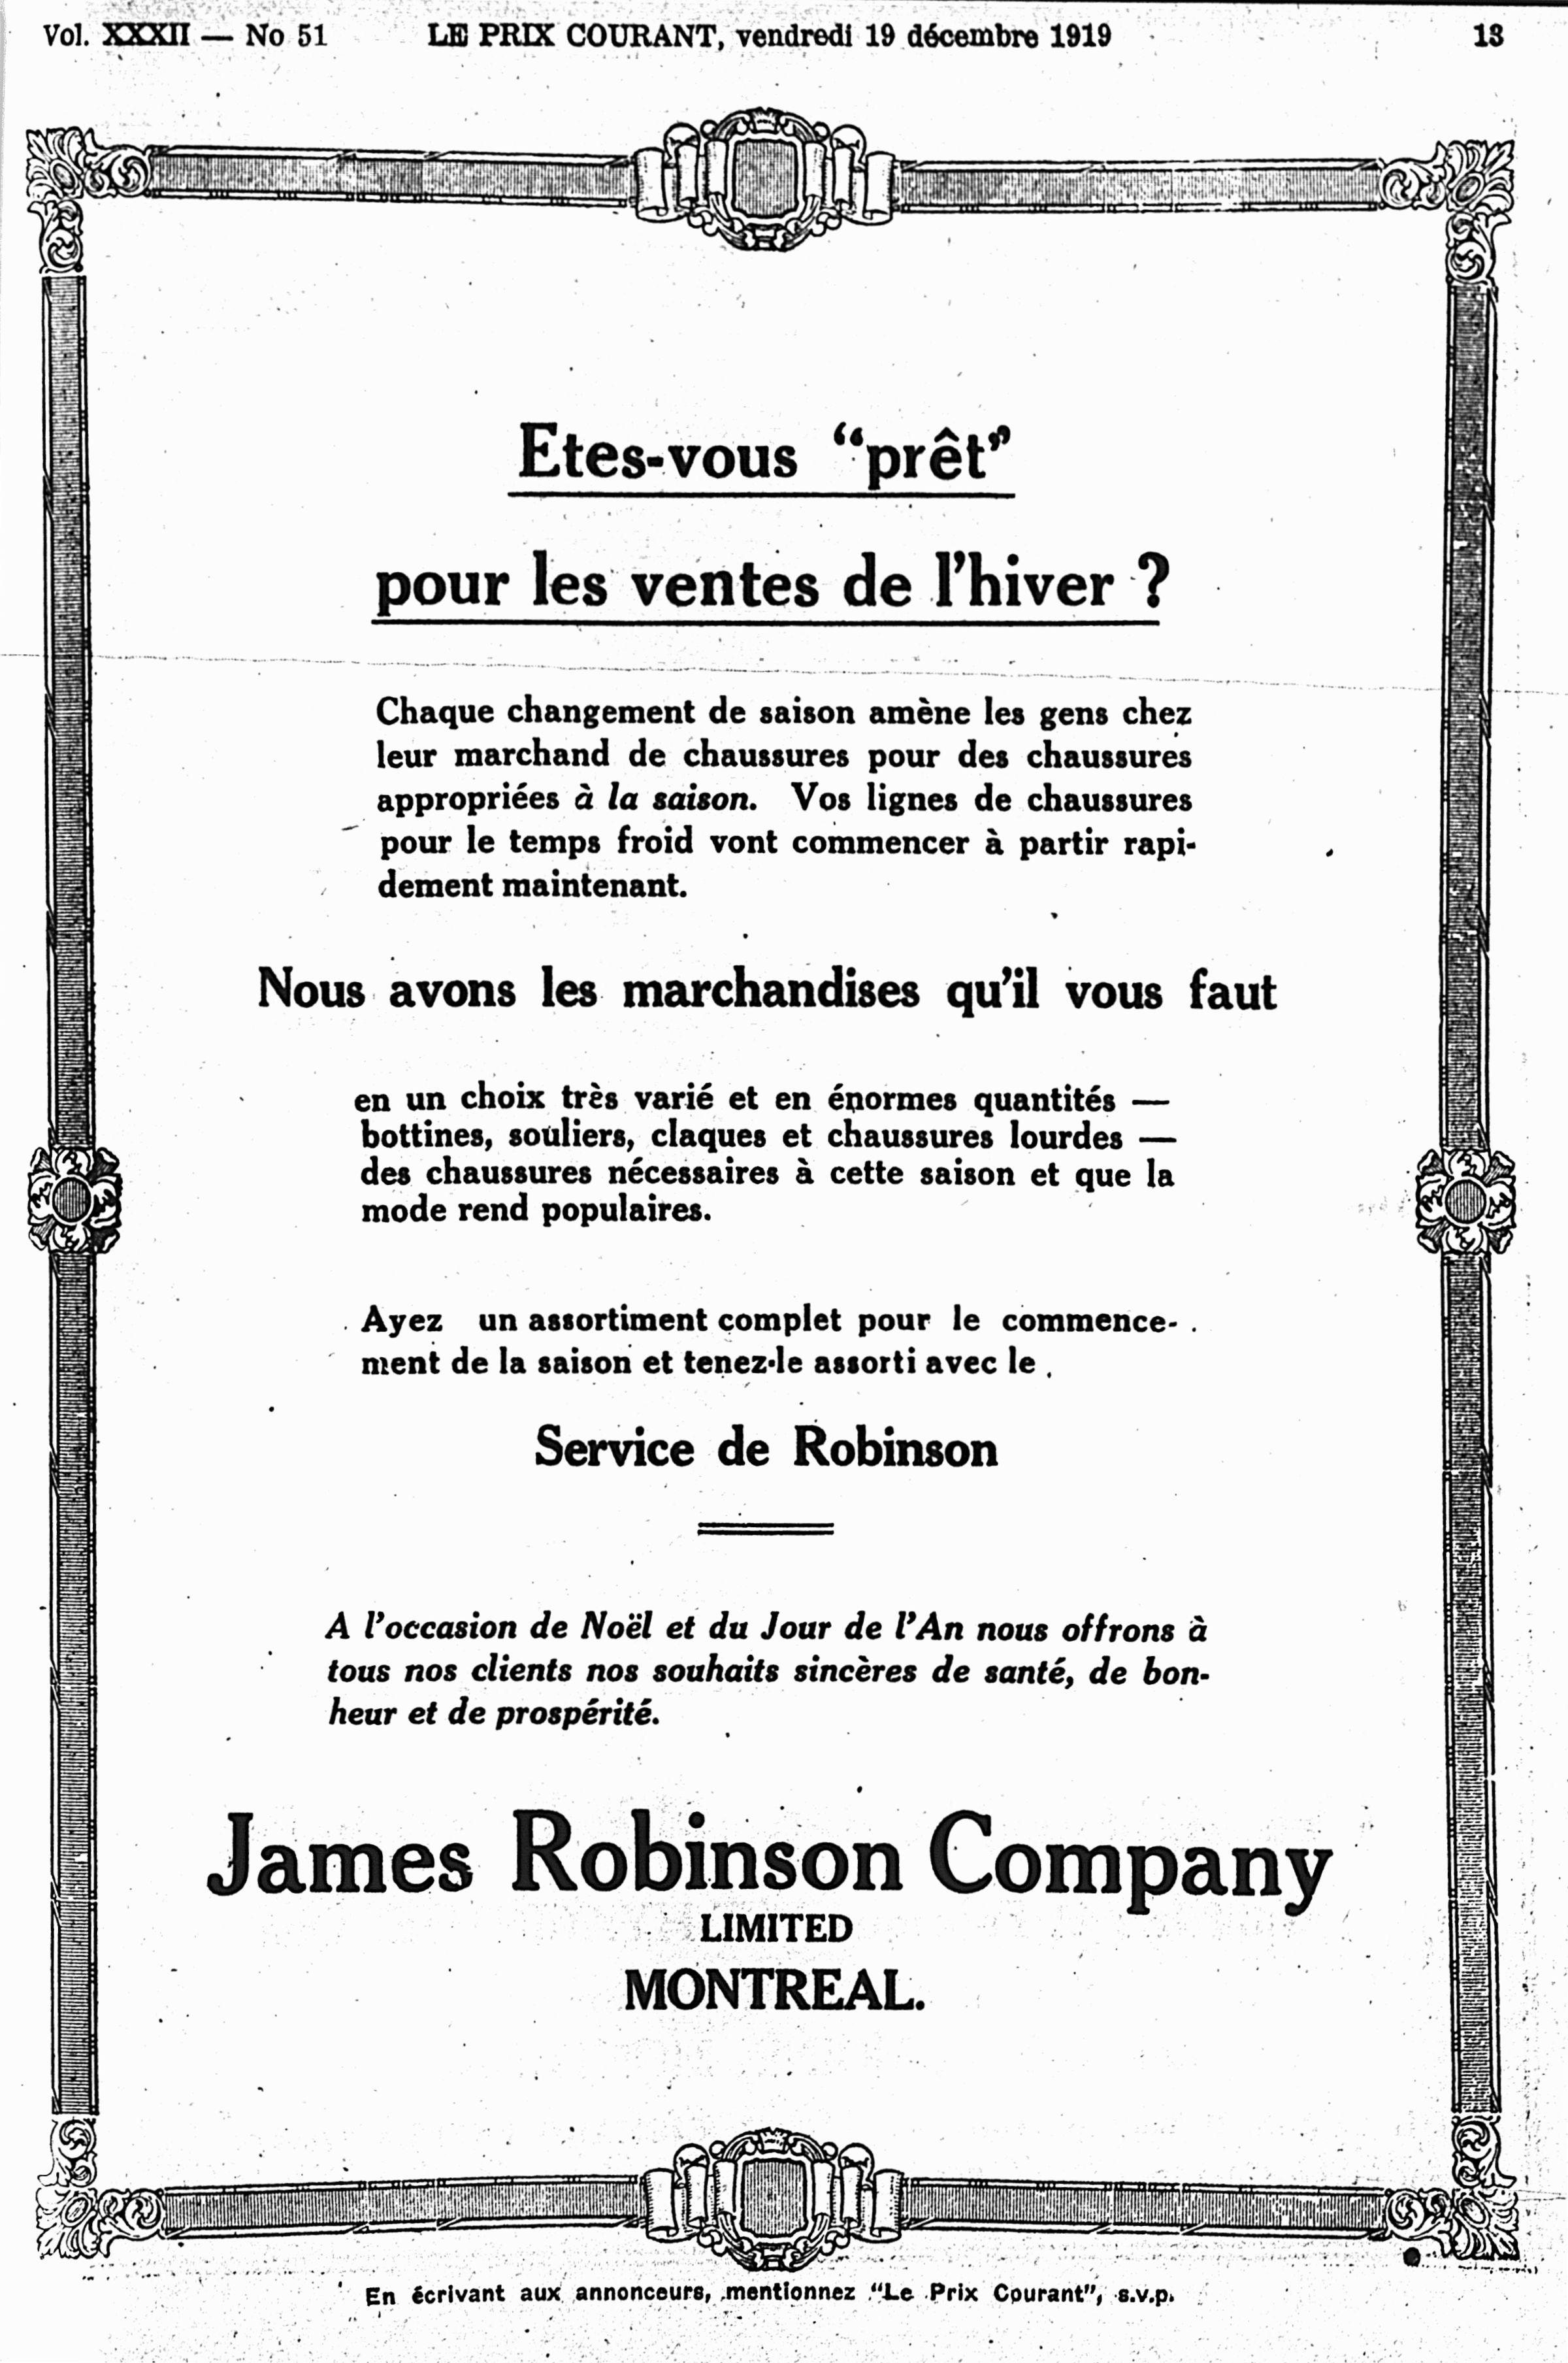 Vol. XXXII — No 51 LE PRIX COURANT, vendredi 19 décembre 1919 13
Etes-vous “prêt”
pour les ventes de l'hiver ?
Chaque changement de saison amène les gens chez
leur marchand de chaussures pour des chaussures
appropriées à la saison. Vos lignes de chaussures
pour le temps froid vont commencer à partir rapi-
dement maintenant.
Nous avons les marchandises qu'il vous faut
en un choix très varié et en énormes quantités —
bottines, souliers, claques et chaussures lourdes —
des chaussures nécessaires à cette saison et que la
mode rend populaires.
Ayez un assortiment complet pour le commence-
ment de la saison et tenez-le assorti avec le
Service de Robinson
A l'occasion de Noël et du Jour de l'An nous offrons à
tous nos clients nos souhaits sincères de santé, de bon-
heur et de prospérité.
James Robinson Company
LIMITED
MONTREAL.
En écrivant aux annonceurs, mentionnez “Le Prix Courant”, s.v.p.